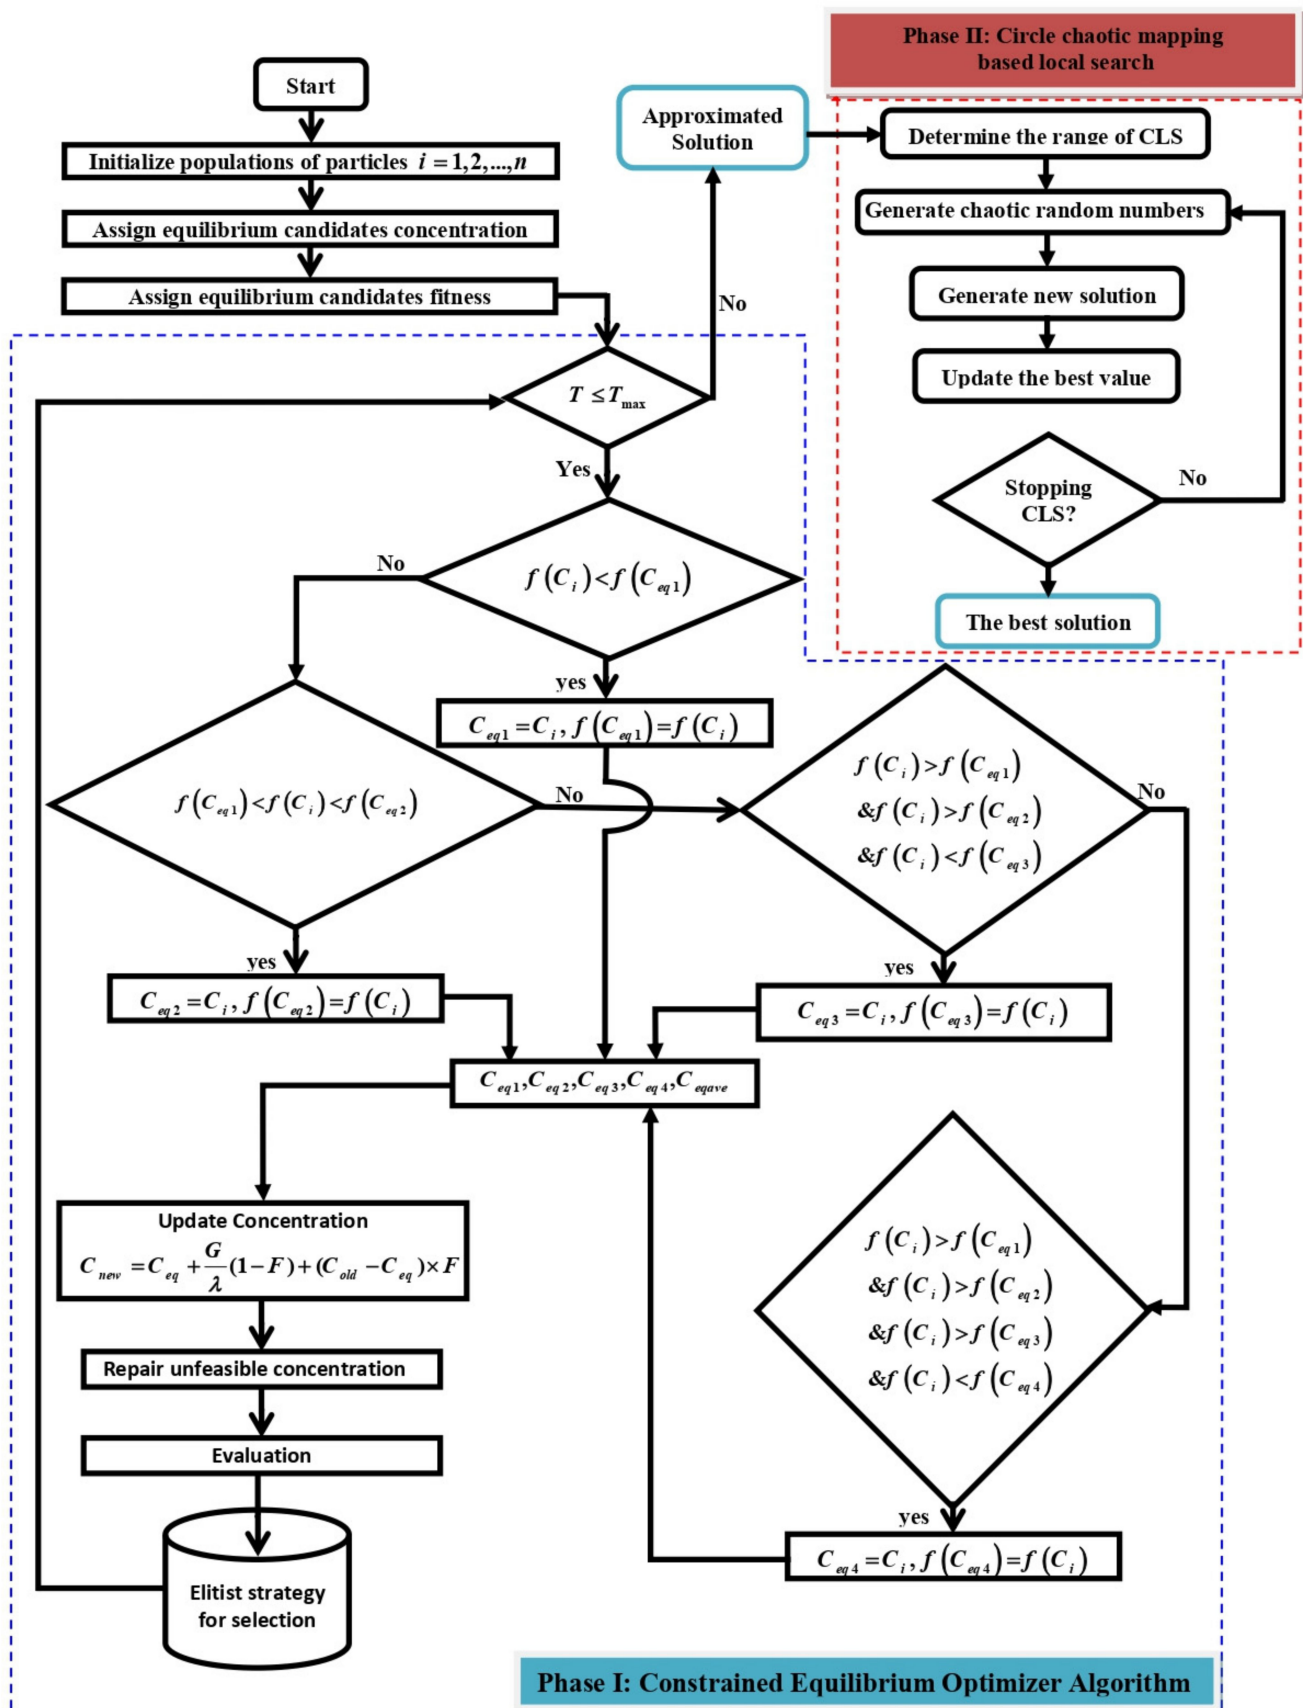 Phase II: Circle chaotic mapping
based local search
Start
Initialize populations of particles i = 1,2,...,n
Assign equilibrium candidates concentration
Assign equilibrium candidates fitness
Approximated
Solution
Determine the range of CLS
Generate chaotic random numbers
Generate new solution
Update the best value
Stopping
CLS?
No
The best solution
No
T ≤ T_max
Yes
f(C_i) < f(C_eq1)
No
yes
C_eq1 = C_i, f(C_eq1) = f(C_i)
f(C_eq1) < f(C_i) < f(C_eq2)
No
yes
C_eq2 = C_i, f(C_eq2) = f(C_i)
f(C_i) > f(C_eq1)
&f(C_i) > f(C_eq2)
&f(C_i) < f(C_eq3)
No
yes
C_eq3 = C_i, f(C_eq3) = f(C_i)
C_eq1, C_eq2, C_eq3, C_eq4, C_eqave
f(C_i) > f(C_eq1)
&f(C_i) > f(C_eq2)
&f(C_i) > f(C_eq3)
&f(C_i) < f(C_eq4)
yes
C_eq4 = C_i, f(C_eq4) = f(C_i)
Update Concentration
C_new = C_eq + G/λ (1 − F) + (C_old − C_eq) × F
Repair unfeasible concentration
Evaluation
Elitist strategy
for selection
Phase I: Constrained Equilibrium Optimizer Algorithm